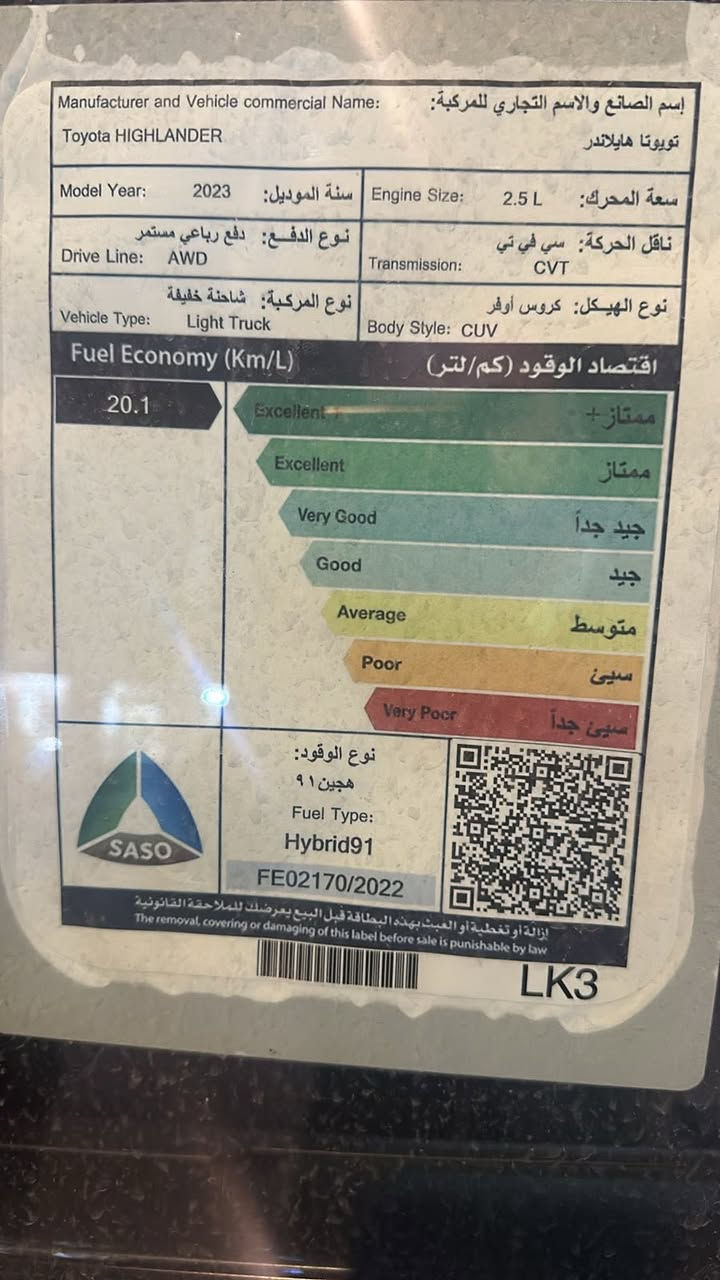 Manufacturer and Vehicle commercial Name: إسم الصانع والاسم التجاري للمركبة:
Toyota HIGHLANDER تويوتا هايلاندر
Model Year: 2023 سنة الموديل:
Engine Size: 2.5 L سعة المحرك:
نوع الدفع: دفع رباعي مستمر
Drive Line: AWD
ناقل الحركة: سي في تي
Transmission: CVT
نوع المركبة: شاحنة خفيفة
Vehicle Type: Light Truck
نوع الهيكل: كروس أوفر
Body Style: CUV
Fuel Economy (Km/L) اقتصاد الوقود (كم/لتر)
20.1
Excellent + ممتاز+
Excellent ممتاز
Very Good جيد جداً
Good جيد
Average متوسط
Poor سيئ
Very Poor سيئ جداً
SASO
نوع الوقود:
هجين٩١
Fuel Type:
Hybrid91
FE02170/2022
إزالة أو تغطية أو العبث بهذه البطاقة قبل البيع يعرضك للملاحقة القانونية
The removal, covering or damaging of this label before sale is punishable by law
LK3